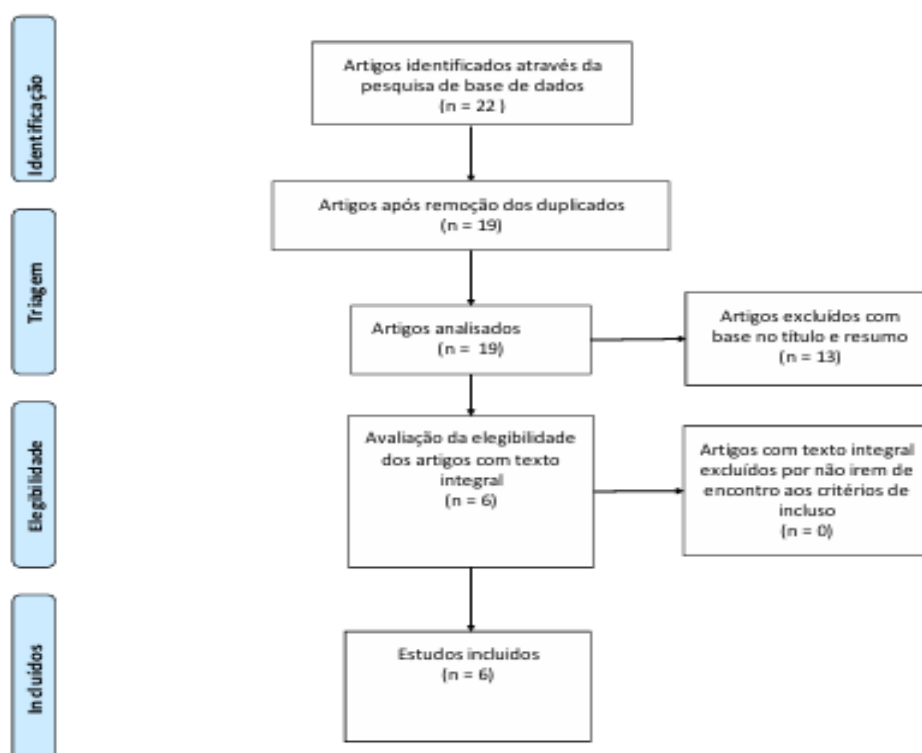 Identificação
Artigos identificados através da
pesquisa de base de dados
(n = 22 )
Artigos após remoção dos duplicados
(n = 19)
Triagem
Artigos analisados
(n = 19)
Artigos excluídos com
base no título e resumo
(n = 13)
Elegibilidade
Avaliação da elegibilidade
dos artigos com texto
integral
(n = 6)
Artigos com texto integral
excluídos por não irem de
encontro aos critérios de
incluso
(n = 0)
Incluidos
Estudos incluidos
(n = 6)